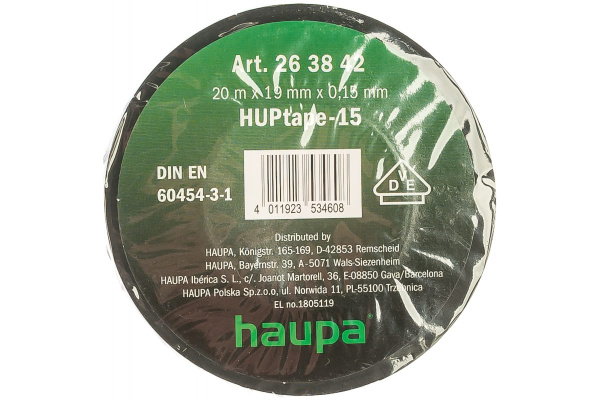 Art. 26 38 42
20 m x 19 mm x 0,15 mm
HUPtape-15
DIN EN
60454-3-1
4 011923 534608
VDE
Distributed by
HAUPA, Königstr. 165-169, D-42853 Remscheid
HAUPA, Bayernstr. 39, A-5071 Wals-Siezenheim
HAUPA Ibérica S. L., c/. Joanot Martorell, 36, E-08850 Gava/Barcelona
HAUPA Polska Sp.z.o.o, ul. Norwida 11, PL-55100 Trzebnica
EL no.1805119
haupa®